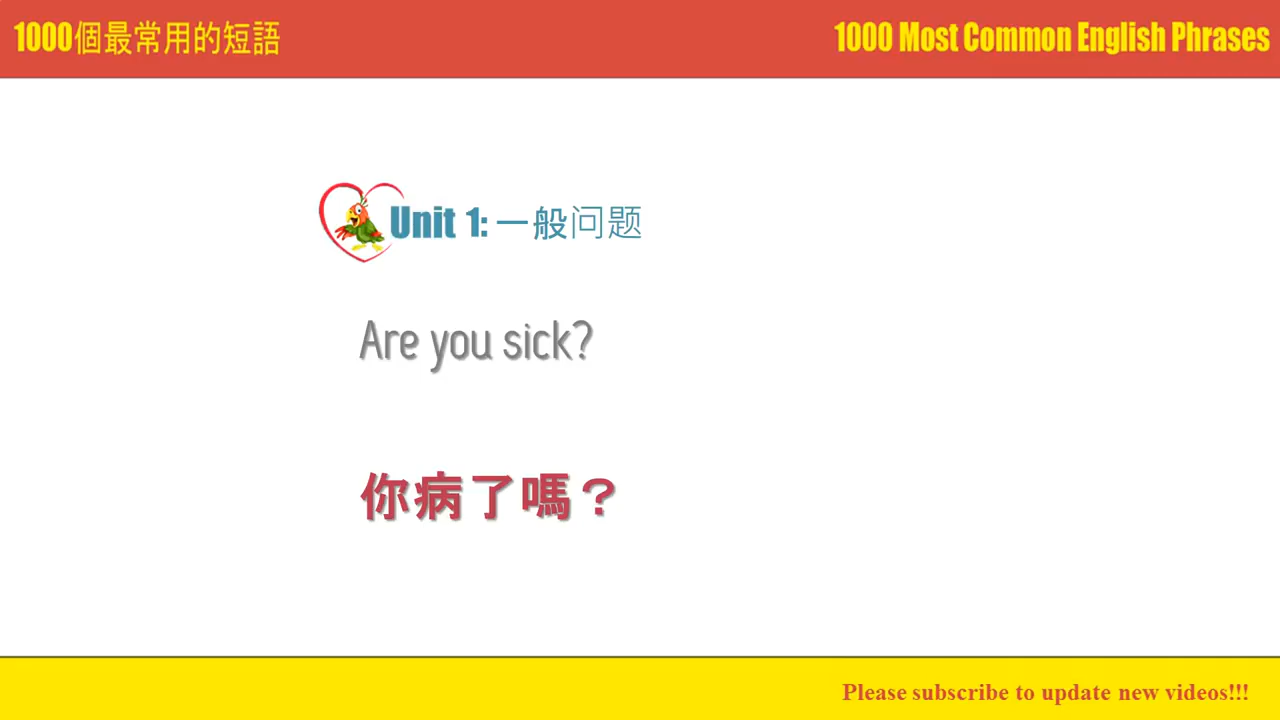 1000個最常用的短語
1000 Most Common English Phrases
Unit 1: 一般问题
Are you sick?
你病了嗎？
Please subscribe to update new videos!!!